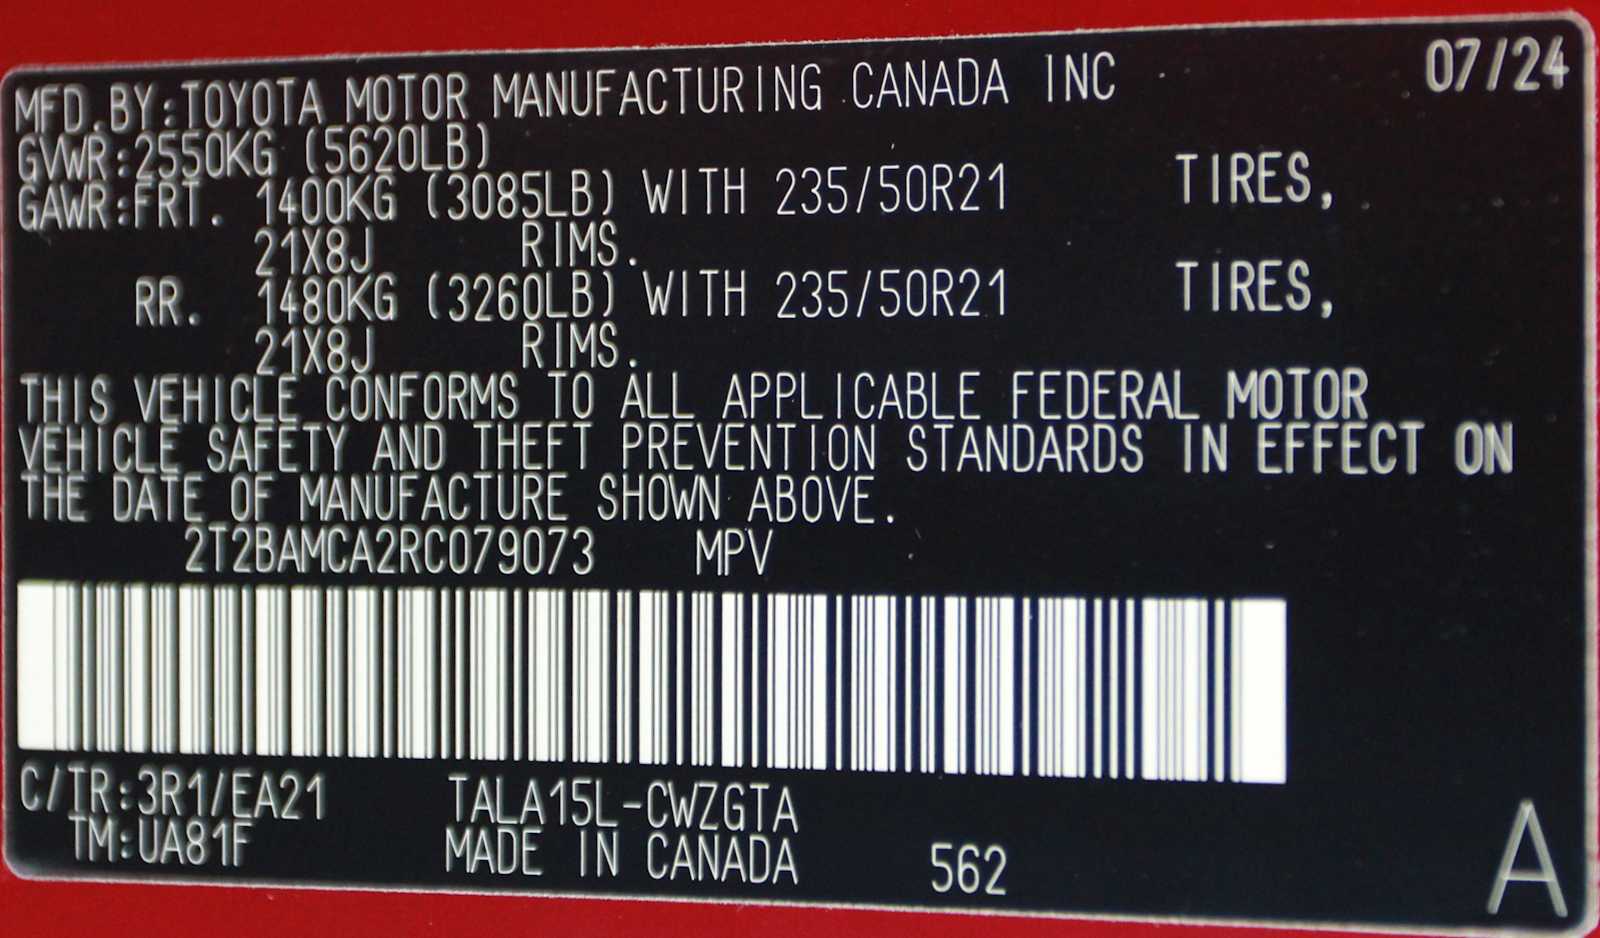 MFD.BY:TOYOTA MOTOR MANUFACTURING CANADA INC 07/24
GVWR:2550KG (5620LB)
GAWR:FRT. 1400KG (3085LB) WITH 235/50R21 TIRES,
21X8J RIMS.
RR. 1480KG (3260LB) WITH 235/50R21 TIRES,
21X8J RIMS.
THIS VEHICLE CONFORMS TO ALL APPLICABLE FEDERAL MOTOR
VEHICLE SAFETY AND THEFT PREVENTION STANDARDS IN EFFECT ON
THE DATE OF MANUFACTURE SHOWN ABOVE.
2T2BAMCA2RC079073 MPV
C/TR:3R1/EA21 TALA15L-CWZGTA
TM:UA81F MADE IN CANADA 562 A